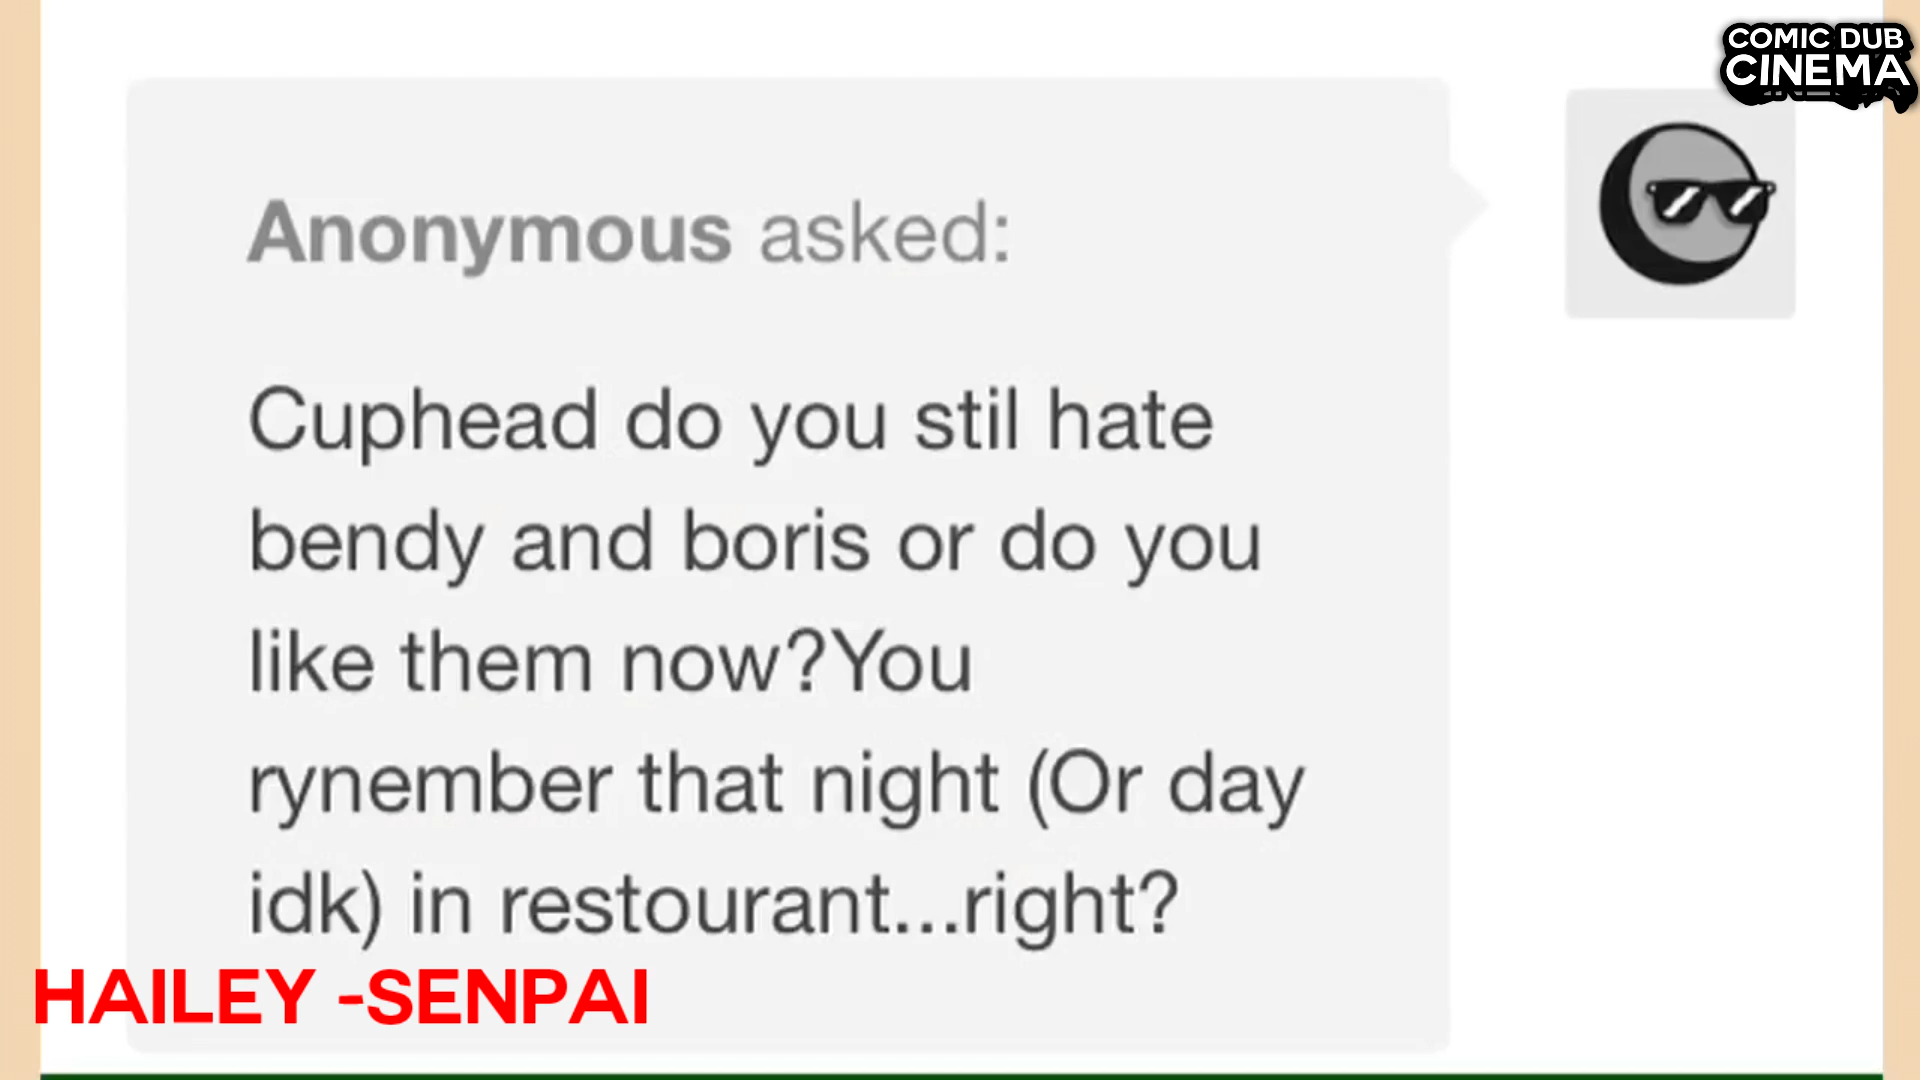 COMIC DUB
CINEMA
Anonymous asked:
Cuphead do you stil hate
bendy and boris or do you
like them now?You
rynember that night (Or day
idk) in restourant...right?
HAILEY -SENPAI